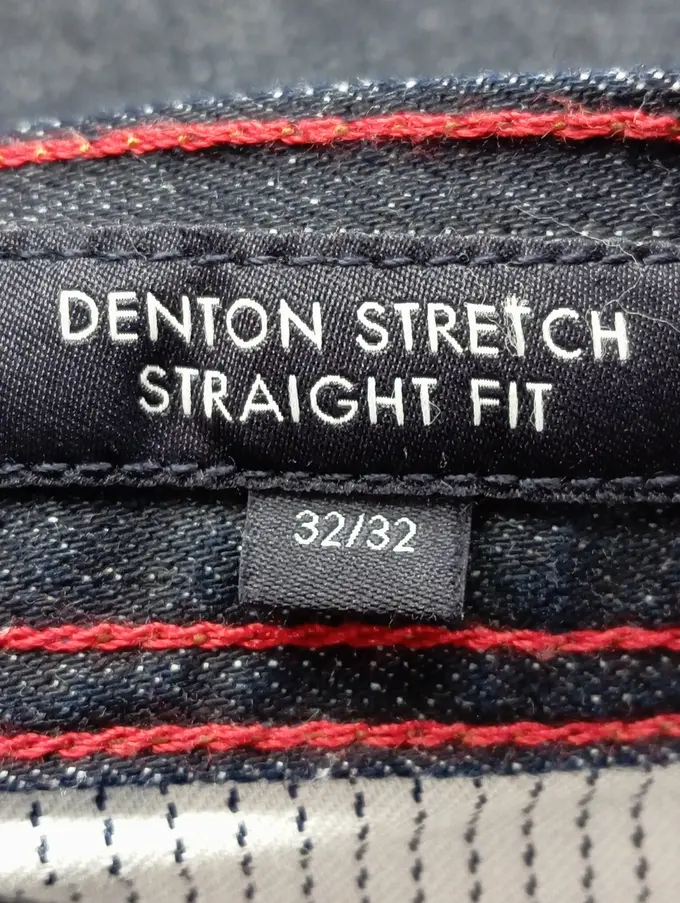 DENTON STRETCH
STRAIGHT FIT
32/32